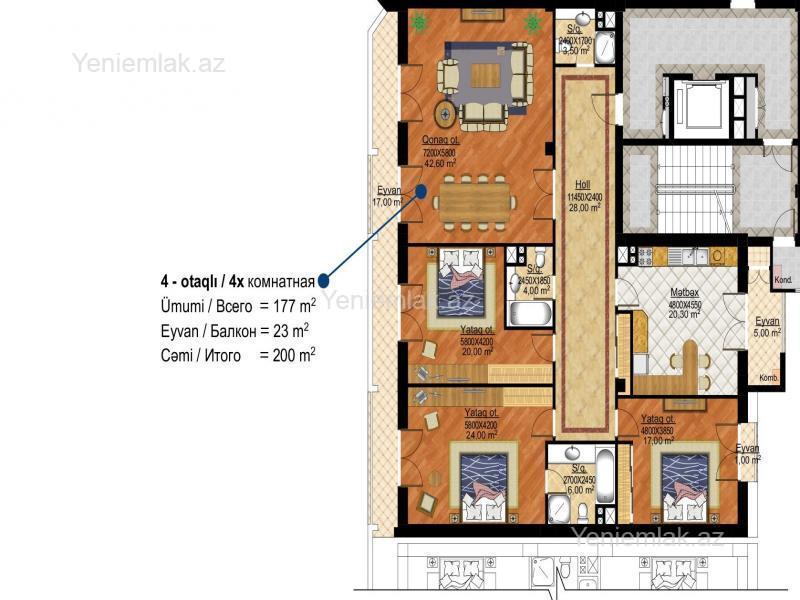 Yeniemlak.az
S/q.
2400X1700
3,50 m²
Qonaq ot.
7200X5800
42,60 m²
Holl
11450X2400
28,00 m²
Eyvan
17,00 m²
4 - otaqlı / 4x комнатная
Ümumi / Всего = 177 m²
Eyvan / Балкон = 23 m²
Cəmi / Итого = 200 m²
Yeniemlak.az
S/q.
2450X1850
4,00 m²
Mətbəx
4800X4550
20,30 m²
Kond.
Eyvan
5,00 m²
Komb.
Yataq ot.
5800X4200
20,00 m²
Yataq ot.
5800X4200
24,00 m²
Yataq ot.
4800X3850
17,00 m²
Eyvan
1,00 m²
S/q.
2700X2450
6,00 m²
Yeniemlak.az